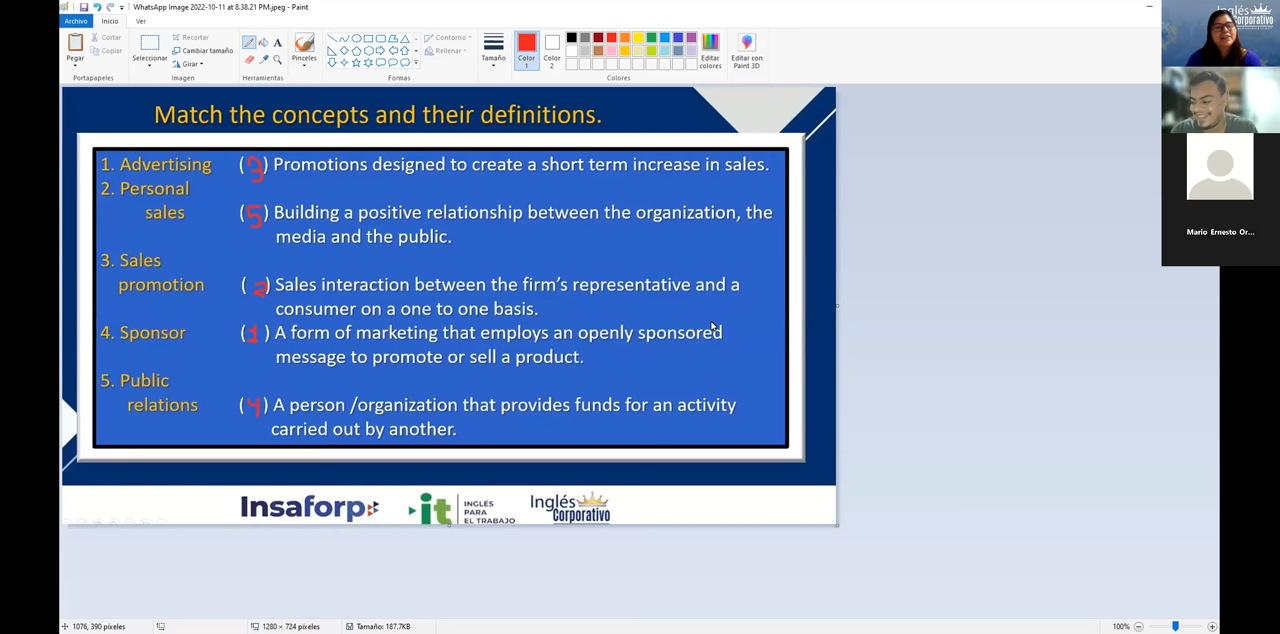 WhatsApp Image 2022-10-11 at 8.38.21 PM.jpeg - Paint
Archivo Inicio Ver
Pegar
Cortar
Copiar
Portapapeles
Seleccionar
Recortar
Cambiar tamaño
Girar
Imagen
A
Herramientas
Pinceles
Contorno
Rellenar
Formas
Tamaño
Color 1
Color 2
Editar colores
Editar con Paint 3D
Colores
Inglés
Corporativo
Mario Ernesto Or...
Match the concepts and their definitions.
1. Advertising (3) Promotions designed to create a short term increase in sales.
2. Personal
sales (5) Building a positive relationship between the organization, the
media and the public.
3. Sales
promotion (2) Sales interaction between the firm's representative and a
consumer on a one to one basis.
4. Sponsor (1) A form of marketing that employs an openly sponsored
message to promote or sell a product.
5. Public
relations (4) A person /organization that provides funds for an activity
carried out by another.
Insaforp
it
INGLÉS
PARA
EL TRABAJO
Inglés
Corporativo
1076, 390 píxeles
1280 × 724 píxeles
Tamaño: 187.7KB
100%